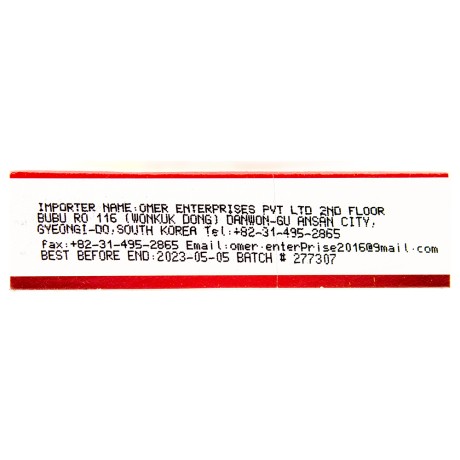 IMPORTER NAME:OMER ENTERPRISES PVT LTD 2ND FLOOR
BUBU RO 116 (WONKUK DONG) DANWON-GU ANSAN CITY,
GYEONGI-DO,SOUTH KOREA Tel:+82-31-495-2865
fax:+82-31-495-2865 Email:omer.enterPrise2016@9mail.com
BEST BEFORE END:2023-05-05 BATCH # 277307